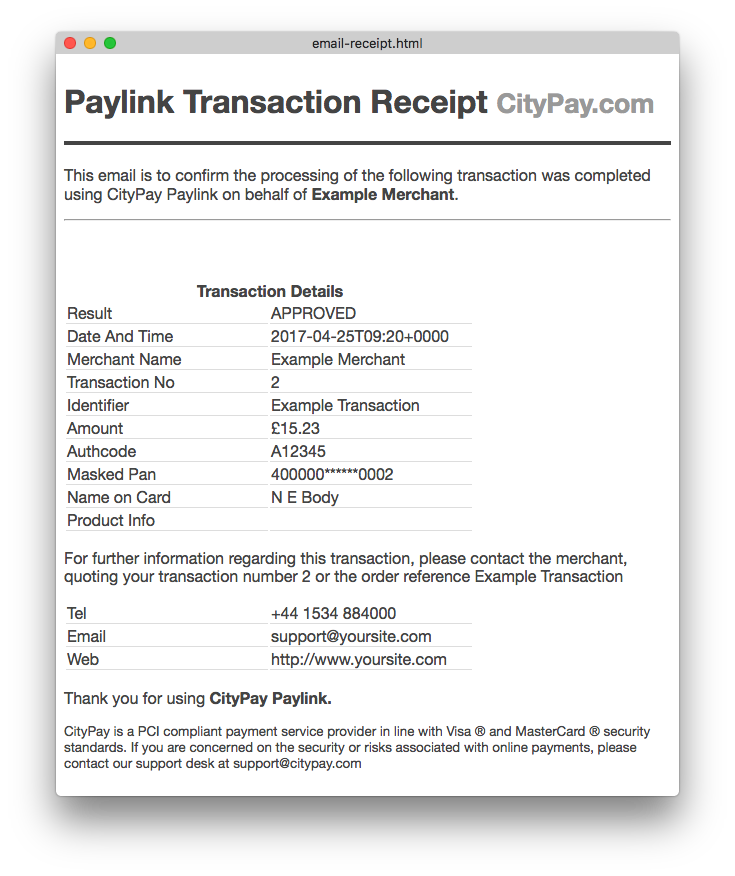 email-receipt.html
Paylink Transaction Receipt CityPay.com
This email is to confirm the processing of the following transaction was completed
using CityPay Paylink on behalf of Example Merchant.
Transaction Details
Result APPROVED
Date And Time 2017-04-25T09:20+0000
Merchant Name Example Merchant
Transaction No 2
Identifier Example Transaction
Amount £15.23
Authcode A12345
Masked Pan 400000******0002
Name on Card N E Body
Product Info
For further information regarding this transaction, please contact the merchant,
quoting your transaction number 2 or the order reference Example Transaction
Tel +44 1534 884000
Email support@yoursite.com
Web http://www.yoursite.com
Thank you for using CityPay Paylink.
CityPay is a PCI compliant payment service provider in line with Visa ® and MasterCard ® security
standards. If you are concerned on the security or risks associated with online payments, please
contact our support desk at support@citypay.com